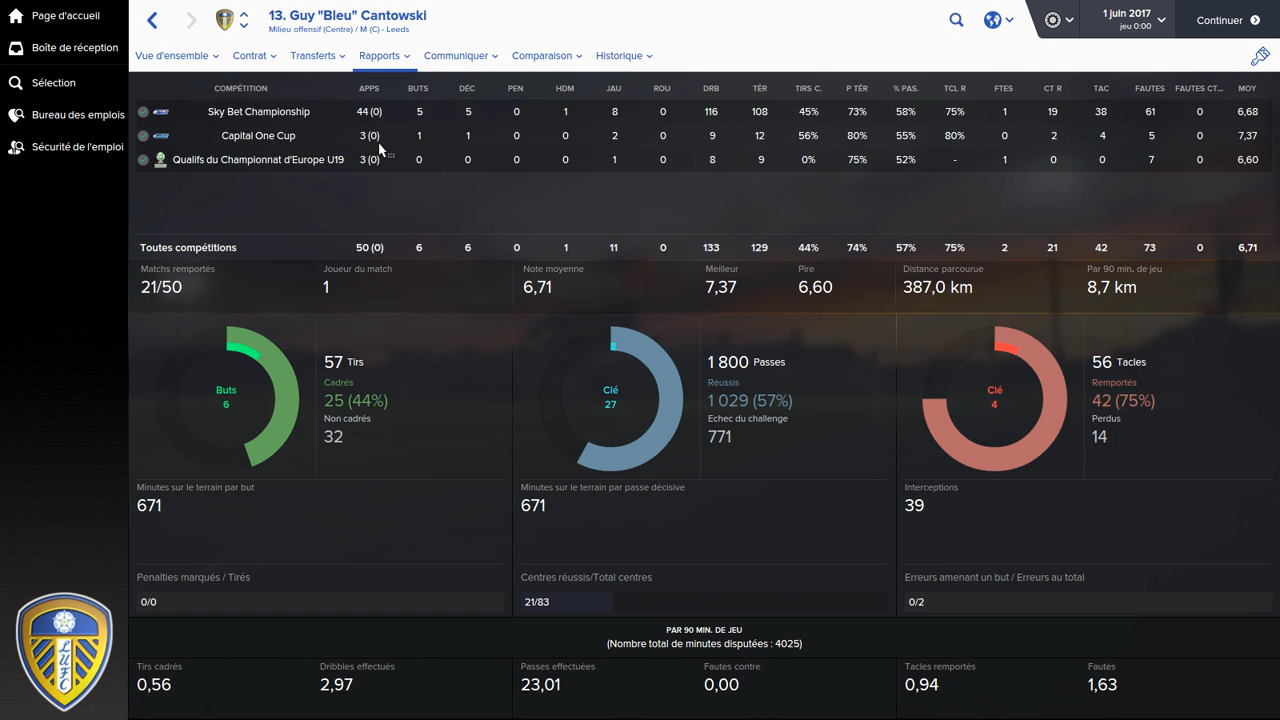 Page d'accueil
Boîte de réception
Sélection
Bureau des emplois
Sécurité de l'emploi
13. Guy "Bleu" Cantowski
Milieu offensif (Centre) / M (C) - Leeds
1 juin 2017
jeu 0:00
Continuer
Vue d'ensemble Contrat Transferts Rapports Communiquer Comparaison Historique
COMPÉTITION APPS BUTS DÉC PEN HDM JAU ROU DRB TÊR TIRS C. P TÊR % PAS. TCL R FTES CT R TAC FAUTES FAUTES CT... MOY
Sky Bet Championship 44 (0) 5 5 0 1 8 0 116 108 45% 73% 58% 75% 1 19 38 61 0 6,68
Capital One Cup 3 (0) 1 1 0 0 2 0 9 12 56% 80% 55% 80% 0 2 4 5 0 7,37
Qualifs du Championnat d'Europe U19 3 (0) 0 0 0 0 1 0 8 9 0% 75% 52% - 1 0 0 7 0 6,60
Toutes compétitions 50 (0) 6 6 0 1 11 0 133 129 44% 74% 57% 75% 2 21 42 73 0 6,71
Matchs remportés Joueur du match Note moyenne Meilleur Pire Distance parcourue Par 90 min. de jeu
21/50 1 6,71 7,37 6,60 387,0 km 8,7 km
Buts
6
57 Tirs
Cadrés
25 (44%)
Non cadrés
32
Clé
27
1 800 Passes
Réussis
1 029 (57%)
Echec du challenge
771
Clé
4
56 Tacles
Remportés
42 (75%)
Perdus
14
Minutes sur le terrain par but Minutes sur le terrain par passe décisive Interceptions
671 671 39
Penalties marqués / Tirés Centres réussis/Total centres Erreurs amenant un but / Erreurs au total
0/0 21/83 0/2
PAR 90 MIN. DE JEU
(Nombre total de minutes disputées : 4025)
Tirs cadrés Dribbles effectués Passes effectuées Fautes contre Tacles remportés Fautes
0,56 2,97 23,01 0,00 0,94 1,63
LUFC